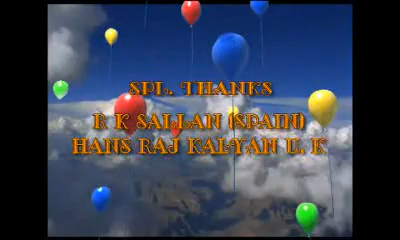 SPL. THANKS
R K SALLAN (SPAIN)
HANS RAJ KALYAN U. K